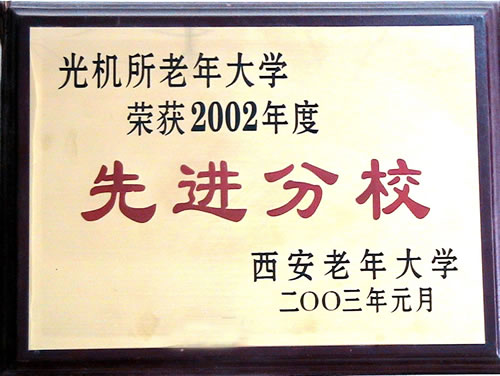 光机所老年大学
荣获2002年度
先进分校
西安老年大学
二OO三年元月